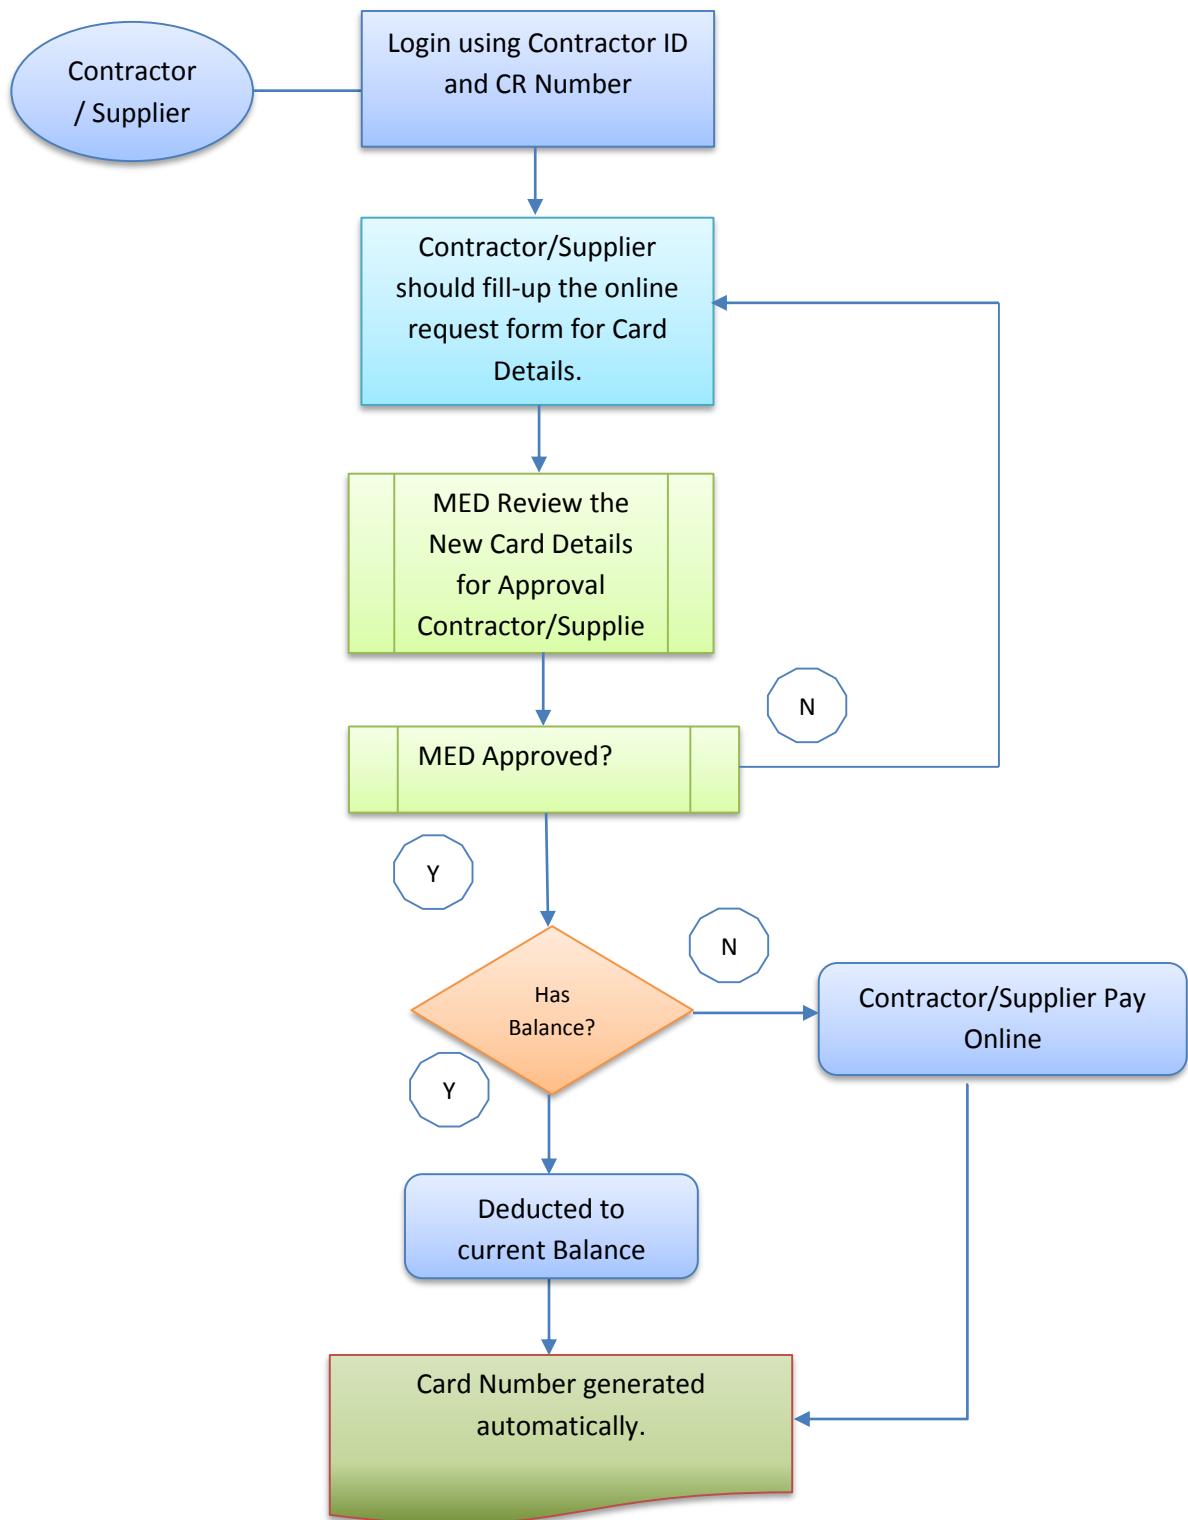 Contractor
/ Supplier
Login using Contractor ID
and CR Number
Contractor/Supplier
should fill-up the online
request form for Card
Details.
MED Review the
New Card Details
for Approval
Contractor/Supplie
N
MED Approved?
Y
N
Has
Balance?
Contractor/Supplier Pay
Online
Y
Deducted to
current Balance
Card Number generated
automatically.